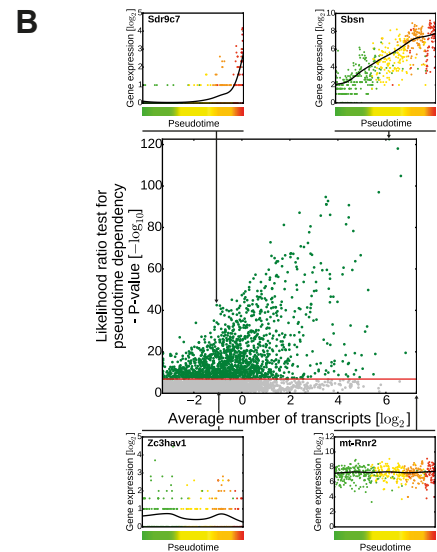 B
Sdr9c7
Gene expression [log₂]
5
4
3
2
1
0
Pseudotime
Sbsn
Gene expression [log₂]
10
8
6
4
2
0
Pseudotime
Likelihood ratio test for
pseudotime dependency
- P-value [−log₁₀]
120
100
80
60
40
20
0
−2 0 2 4 6
Average number of transcripts [log₂]
Zc3hav1
Gene expression [log₂]
5
4
3
2
1
0
Pseudotime
mt-Rnr2
Gene expression [log₂]
10
8
6
4
2
0
Pseudotime